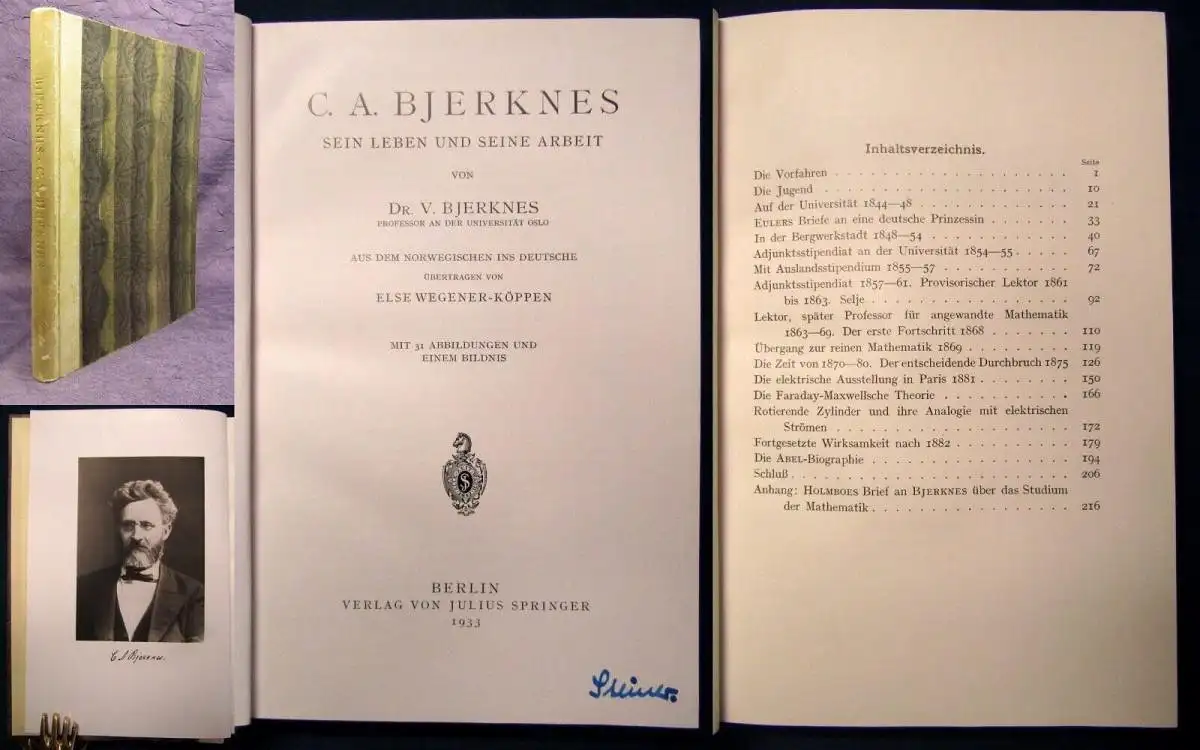 BJERKNES
C. A. BJERKNES
SEIN LEBEN UND SEINE ARBEIT
VON
DR. V. BJERKNES
PROFESSOR AN DER UNIVERSITÄT OSLO
AUS DEM NORWEGISCHEN INS DEUTSCHE
ÜBERTRAGEN VON
ELSE WEGENER-KÖPPEN
MIT 31 ABBILDUNGEN UND
EINEM BILDNIS
BERLIN
VERLAG VON JULIUS SPRINGER
1933
Steiner.
C A Bjerknes.
Inhaltsverzeichnis.
Seite
Die Vorfahren 1
Die Jugend 10
Auf der Universität 1844—48 21
EULERS Briefe an eine deutsche Prinzessin 33
In der Bergwerkstadt 1848—54 40
Adjunktsstipendiat an der Universität 1854—55 67
Mit Auslandsstipendium 1855—57 72
Adjunktsstipendiat 1857—61. Provisorischer Lektor 1861
bis 1863. Selje 92
Lektor, später Professor für angewandte Mathematik
1863—69. Der erste Fortschritt 1868 110
Übergang zur reinen Mathematik 1869 119
Die Zeit von 1870—80. Der entscheidende Durchbruch 1875 126
Die elektrische Ausstellung in Paris 1881 150
Die Faraday-Maxwellsche Theorie 166
Rotierende Zylinder und ihre Analogie mit elektrischen
Strömen 172
Fortgesetzte Wirksamkeit nach 1882 179
Die ABEL-Biographie 194
Schluß 206
Anhang: HOLMBOES Brief an BJERKNES über das Studium
der Mathematik 216